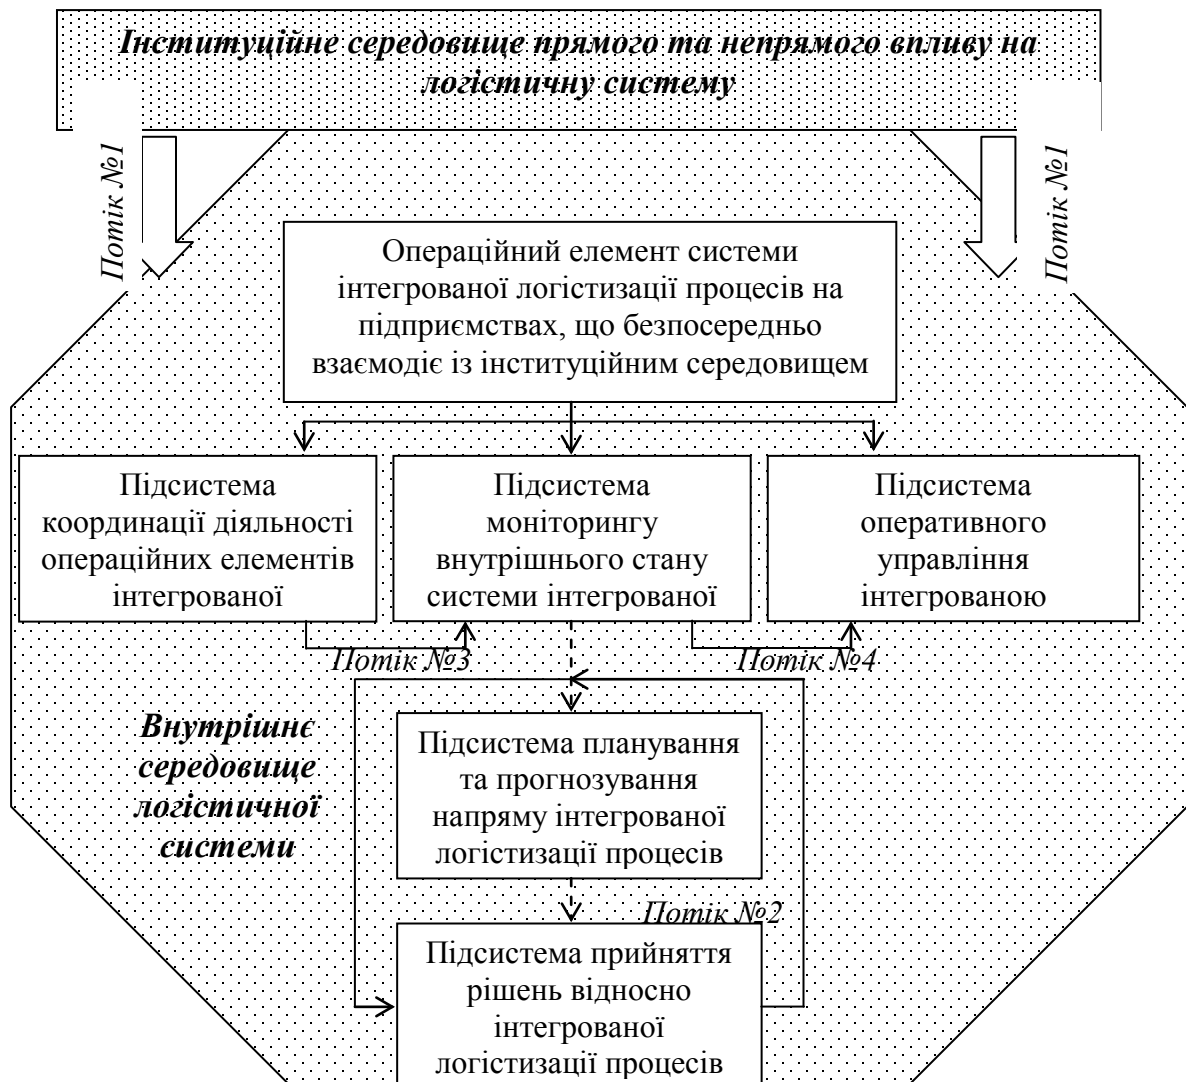 Інституційне середовище прямого та непрямого впливу на
логістичну систему
Потік №1
Потік №1
Операційний елемент системи
інтегрованої логістизації процесів на
підприємствах, що безпосередньо
взаємодіє із інституційним середовищем
Підсистема
координації діяльності
операційних елементів
інтегрованої
Підсистема
моніторингу
внутрішнього стану
системи інтегрованої
Підсистема
оперативного
управління
інтегрованою
Потік №3
Потік №4
Внутрішнє
середовище
логістичної
системи
Підсистема планування
та прогнозування
напряму інтегрованої
логістизації процесів
Потік №2
Підсистема прийняття
рішень відносно
інтегрованої
логістизації процесів